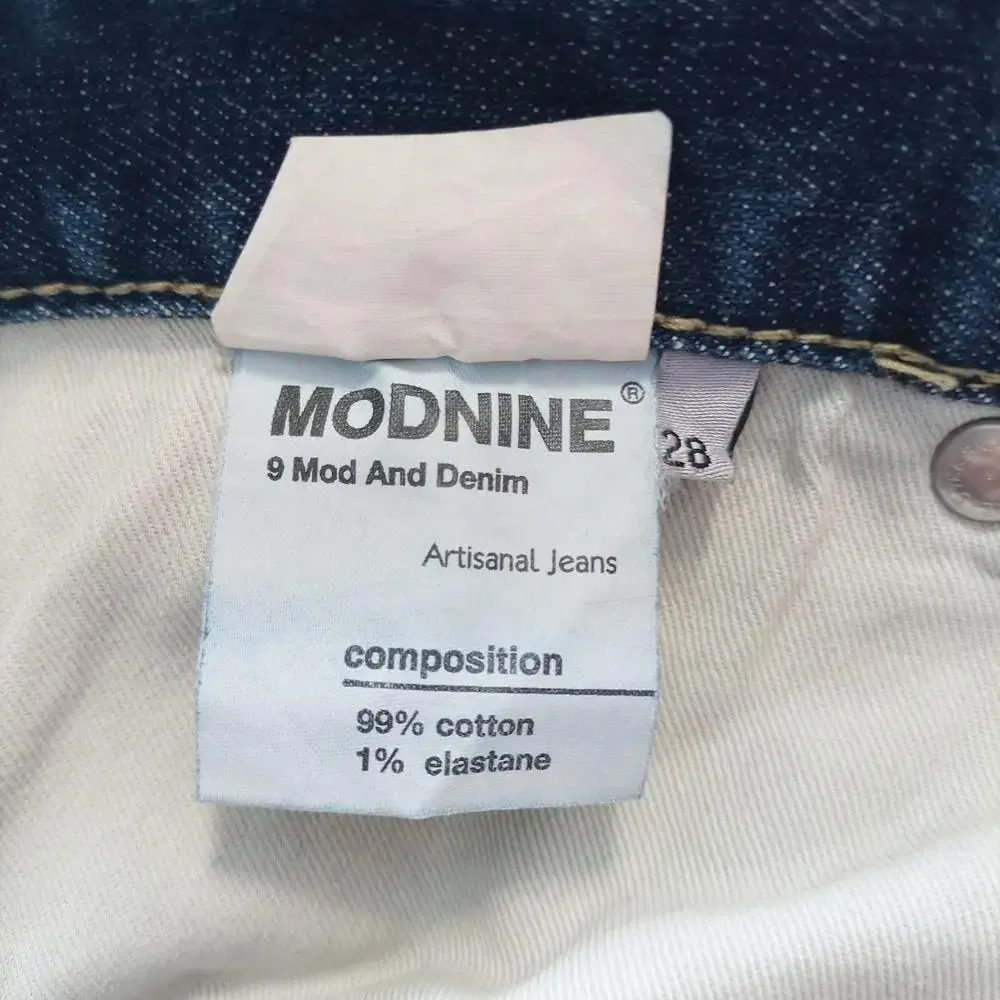 MODNINE®
9 Mod And Denim
28
Artisanal Jeans
composition
99% cotton
1% elastane